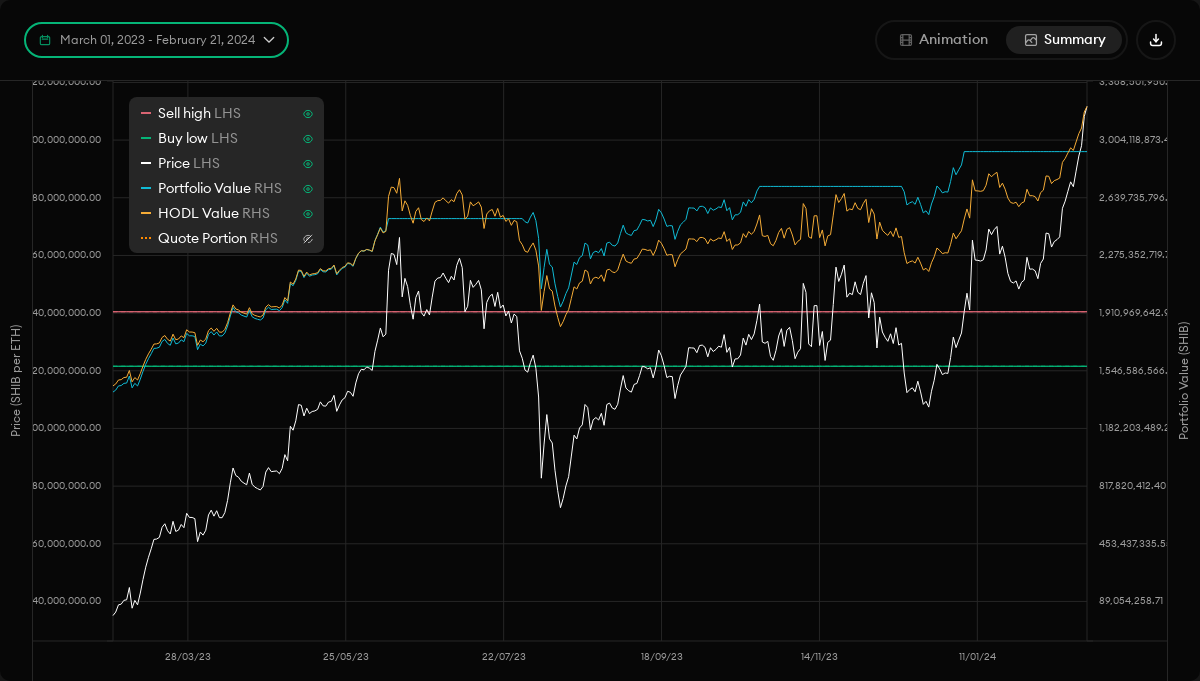 March 01, 2023 - February 21, 2024
Animation
Summary
Sell high LHS
Buy low LHS
Price LHS
Portfolio Value RHS
HODL Value RHS
Quote Portion RHS
20,000,000.00
00,000,000.00
80,000,000.00
60,000,000.00
40,000,000.00
20,000,000.00
00,000,000.00
80,000,000.00
60,000,000.00
40,000,000.00
Price (SHIB per ETH)
3,004,118,873.4
2,639,735,796.
2,275,352,719.
1,910,969,642.9
1,546,586,566.
1,182,203,489.2
817,820,412.40
453,437,335.5
89,054,258.71
Portfolio Value (SHIB)
28/03/23
25/05/23
22/07/23
18/09/23
14/11/23
11/01/24